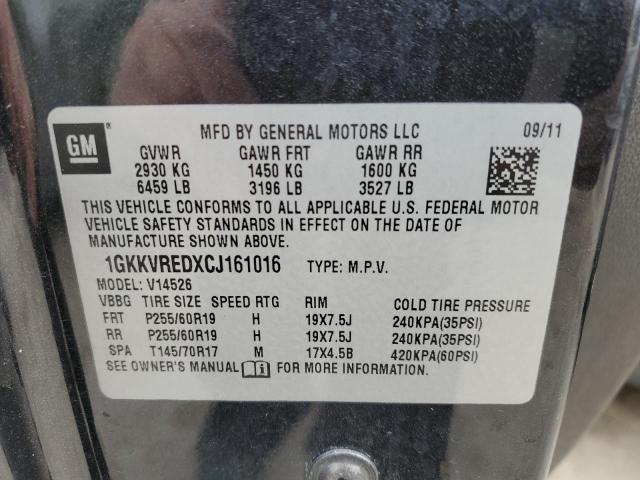 GM ®
MFD BY GENERAL MOTORS LLC 09/11
GVWR GAWR FRT GAWR RR
2930 KG 1450 KG 1600 KG
6459 LB 3196 LB 3527 LB
THIS VEHICLE CONFORMS TO ALL APPLICABLE U.S. FEDERAL MOTOR
VEHICLE SAFETY STANDARDS IN EFFECT ON THE DATE OF
MANUFACTURE SHOWN ABOVE.
1GKKVREDXCJ161016 TYPE: M.P.V.
MODEL: V14526
VBBG TIRE SIZE SPEED RTG RIM COLD TIRE PRESSURE
FRT P255/60R19 H 19X7.5J 240KPA(35PSI)
RR P255/60R19 H 19X7.5J 240KPA(35PSI)
SPA T145/70R17 M 17X4.5B 420KPA(60PSI)
SEE OWNER'S MANUAL i FOR MORE INFORMATION.